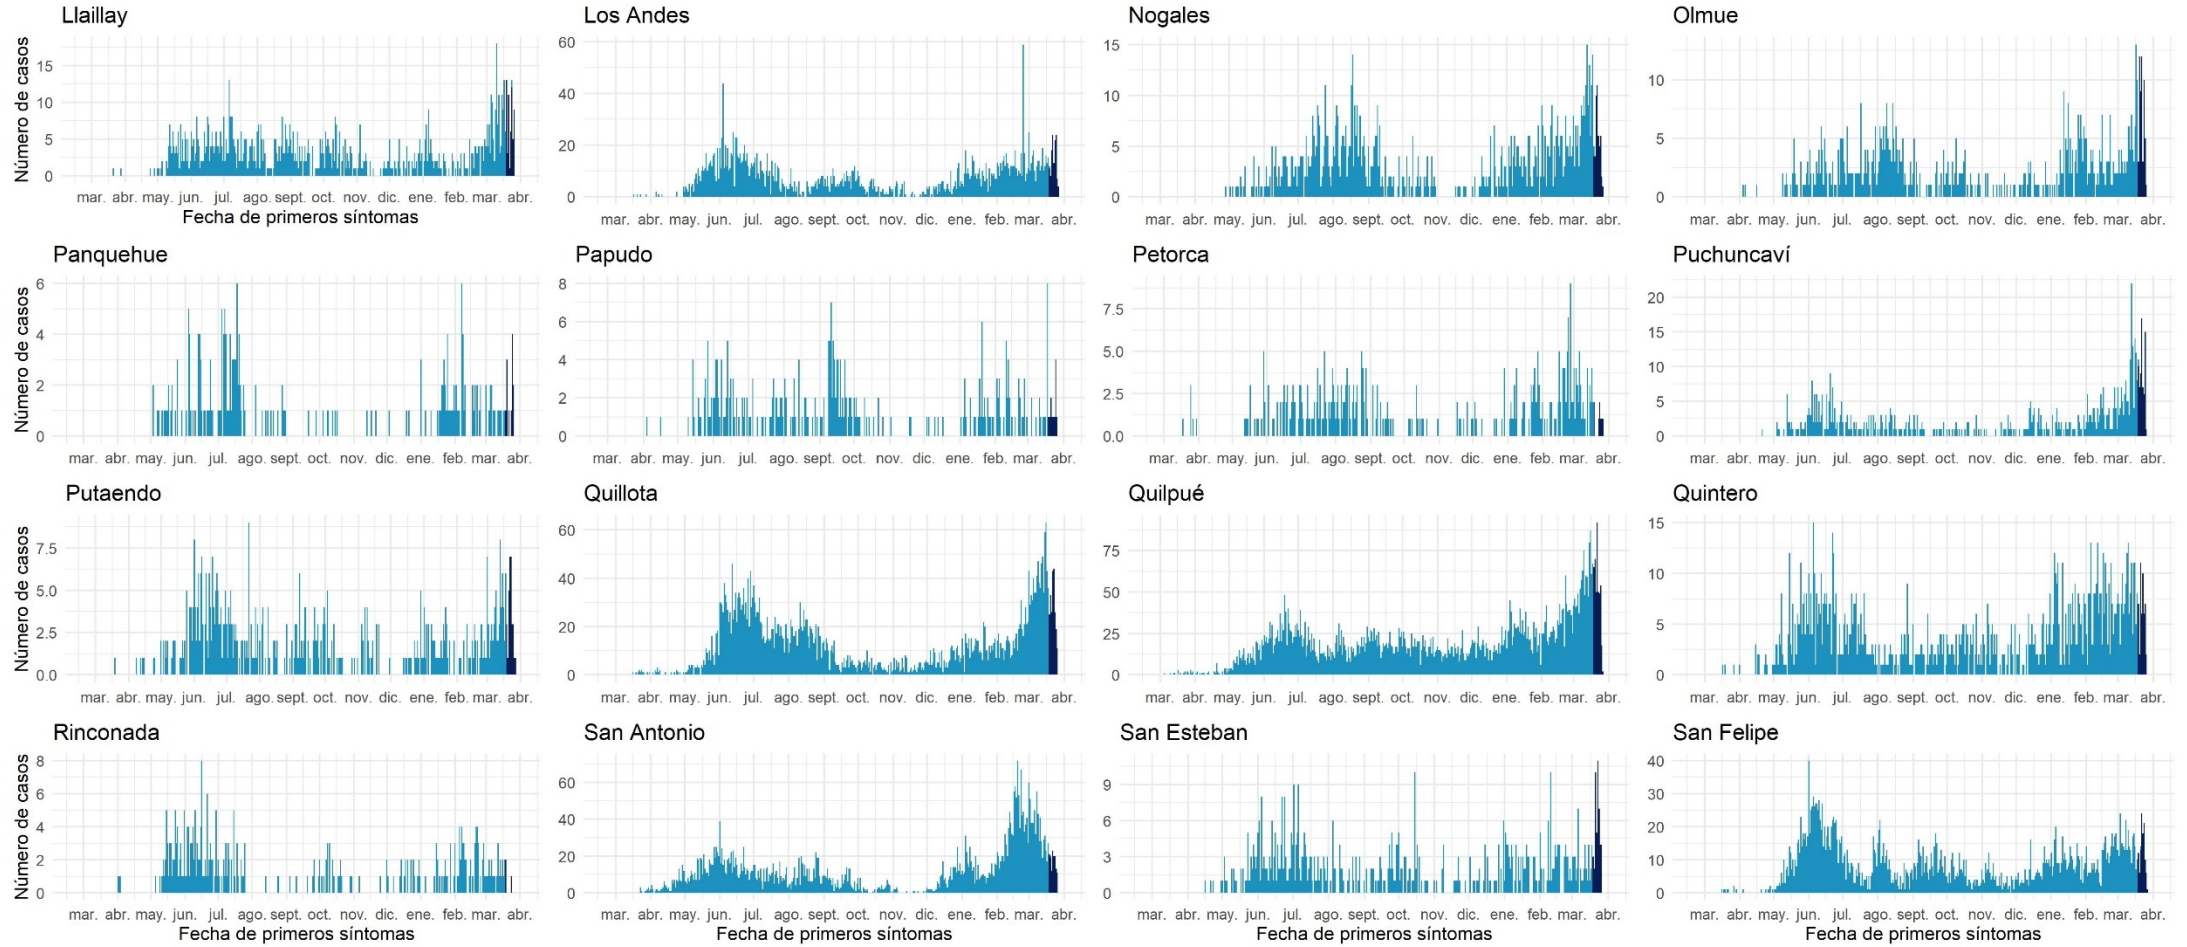 Llaillay
Los Andes
Nogales
Olmue
Número de casos
15
10
5
0
mar. abr. may. jun. jul. ago. sept. oct. nov. dic. ene. feb. mar. abr.
Fecha de primeros síntomas
60
40
20
0
mar. abr. may. jun. jul. ago. sept. oct. nov. dic. ene. feb. mar. abr.
15
10
5
0
mar. abr. may. jun. jul. ago. sept. oct. nov. dic. ene. feb. mar. abr.
10
5
0
mar. abr. may. jun. jul. ago. sept. oct. nov. dic. ene. feb. mar. abr.
Panquehue
Papudo
Petorca
Puchuncaví
Número de casos
6
4
2
0
mar. abr. may. jun. jul. ago. sept. oct. nov. dic. ene. feb. mar. abr.
8
6
4
2
0
mar. abr. may. jun. jul. ago. sept. oct. nov. dic. ene. feb. mar. abr.
7.5
5.0
2.5
0.0
mar. abr. may. jun. jul. ago. sept. oct. nov. dic. ene. feb. mar. abr.
20
15
10
5
0
mar. abr. may. jun. jul. ago. sept. oct. nov. dic. ene. feb. mar. abr.
Putaendo
Quillota
Quilpué
Quintero
Número de casos
7.5
5.0
2.5
0.0
mar. abr. may. jun. jul. ago. sept. oct. nov. dic. ene. feb. mar. abr.
60
40
20
0
mar. abr. may. jun. jul. ago. sept. oct. nov. dic. ene. feb. mar. abr.
75
50
25
0
mar. abr. may. jun. jul. ago. sept. oct. nov. dic. ene. feb. mar. abr.
15
10
5
0
mar. abr. may. jun. jul. ago. sept. oct. nov. dic. ene. feb. mar. abr.
Rinconada
San Antonio
San Esteban
San Felipe
Número de casos
8
6
4
2
0
mar. abr. may. jun. jul. ago. sept. oct. nov. dic. ene. feb. mar. abr.
Fecha de primeros síntomas
60
40
20
0
mar. abr. may. jun. jul. ago. sept. oct. nov. dic. ene. feb. mar. abr.
Fecha de primeros síntomas
9
6
3
0
mar. abr. may. jun. jul. ago. sept. oct. nov. dic. ene. feb. mar. abr.
Fecha de primeros síntomas
40
30
20
10
0
mar. abr. may. jun. jul. ago. sept. oct. nov. dic. ene. feb. mar. abr.
Fecha de primeros síntomas